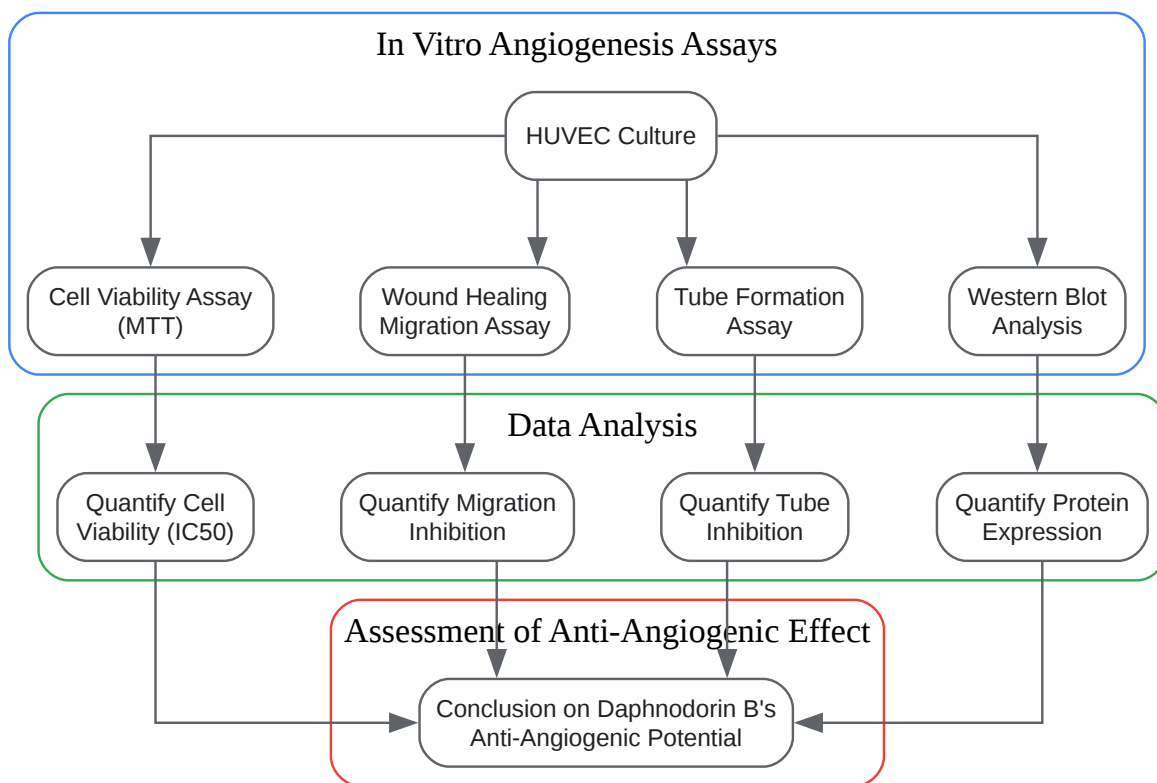 In Vitro Angiogenesis Assays
HUVEC Culture
Cell Viability Assay
(MTT)
Wound Healing
Migration Assay
Tube Formation
Assay
Western Blot
Analysis
Data Analysis
Quantify Cell
Viability (IC50)
Quantify Migration
Inhibition
Quantify Tube
Inhibition
Quantify Protein
Expression
Assessment of Anti-Angiogenic Effect
Conclusion on Daphnodorin B's
Anti-Angiogenic Potential